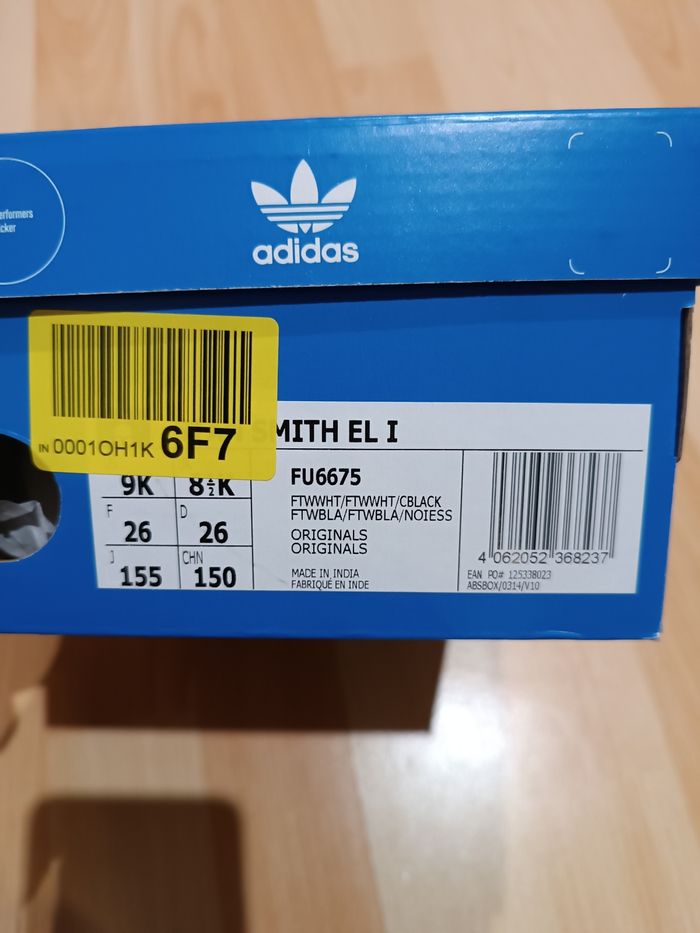 erformers
cker
adidas
IN 0001OH1K 6F7
SMITH EL I
9K 8½K
FU6675
FTWWHT/FTWWHT/CBLACK
FTWBLA/FTWBLA/NOIESS
F 26 D 26
ORIGINALS
ORIGINALS
J 155 CHN 150
MADE IN INDIA
FABRIQUÉ EN INDE
4 062052 368237
EAN PO# 125338023
ABSBOX/0314/V10